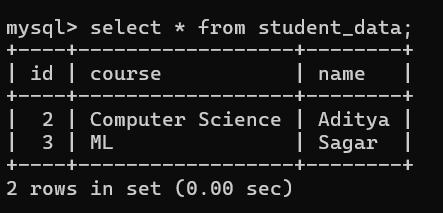 mysql> select * from student_data;
+----+------------------+--------+
| id | course           | name   |
+----+------------------+--------+
|  2 | Computer Science | Aditya |
|  3 | ML               | Sagar  |
+----+------------------+--------+
2 rows in set (0.00 sec)